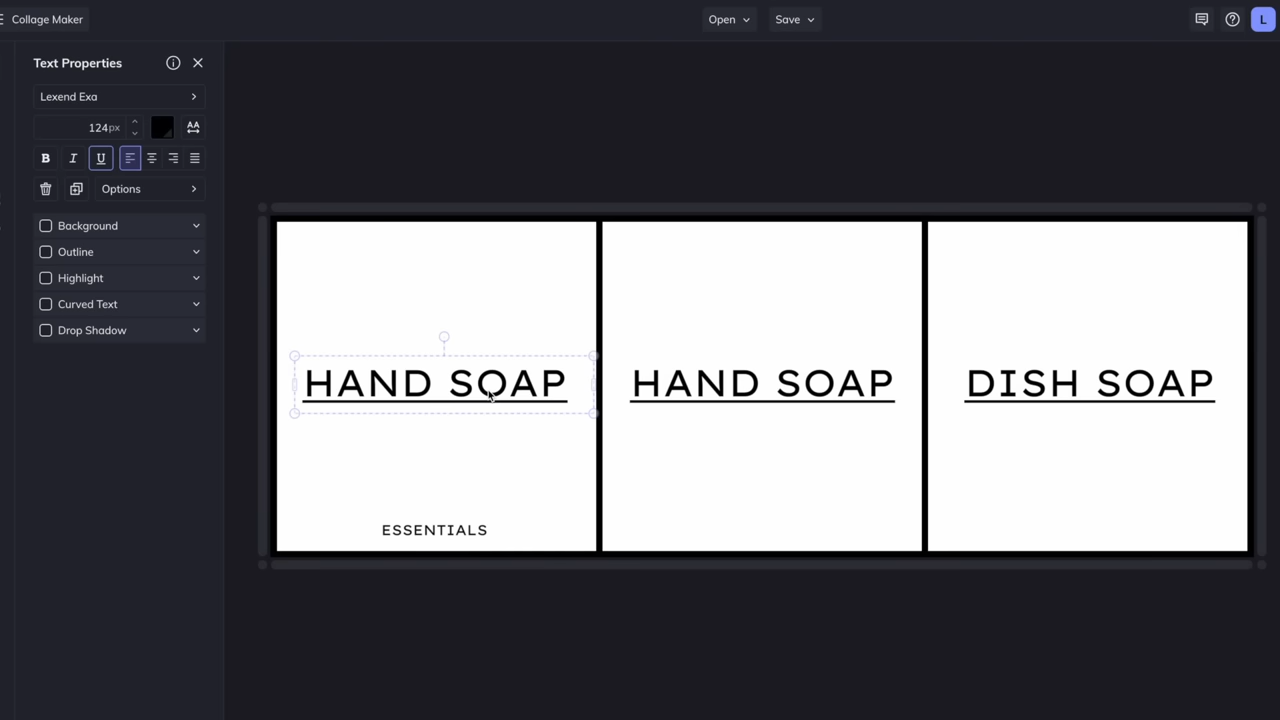 Collage Maker
Open
Save
L
Text Properties
Lexend Exa
124px
AA
B I U
Options
Background
Outline
Highlight
Curved Text
Drop Shadow
HAND SOAP
ESSENTIALS
HAND SOAP
DISH SOAP